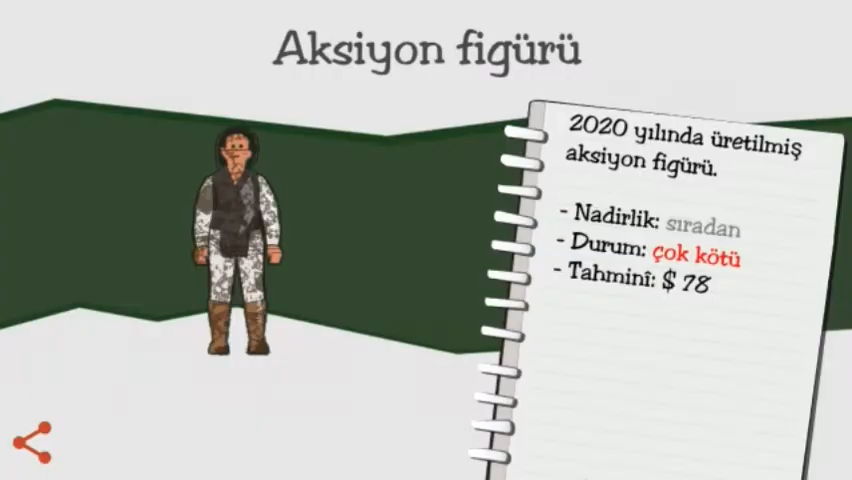 Aksiyon figürü
2020 yılında üretilmiş
aksiyon figürü.
- Nadirlik: sıradan
- Durum: çok kötü
- Tahminî: $ 78